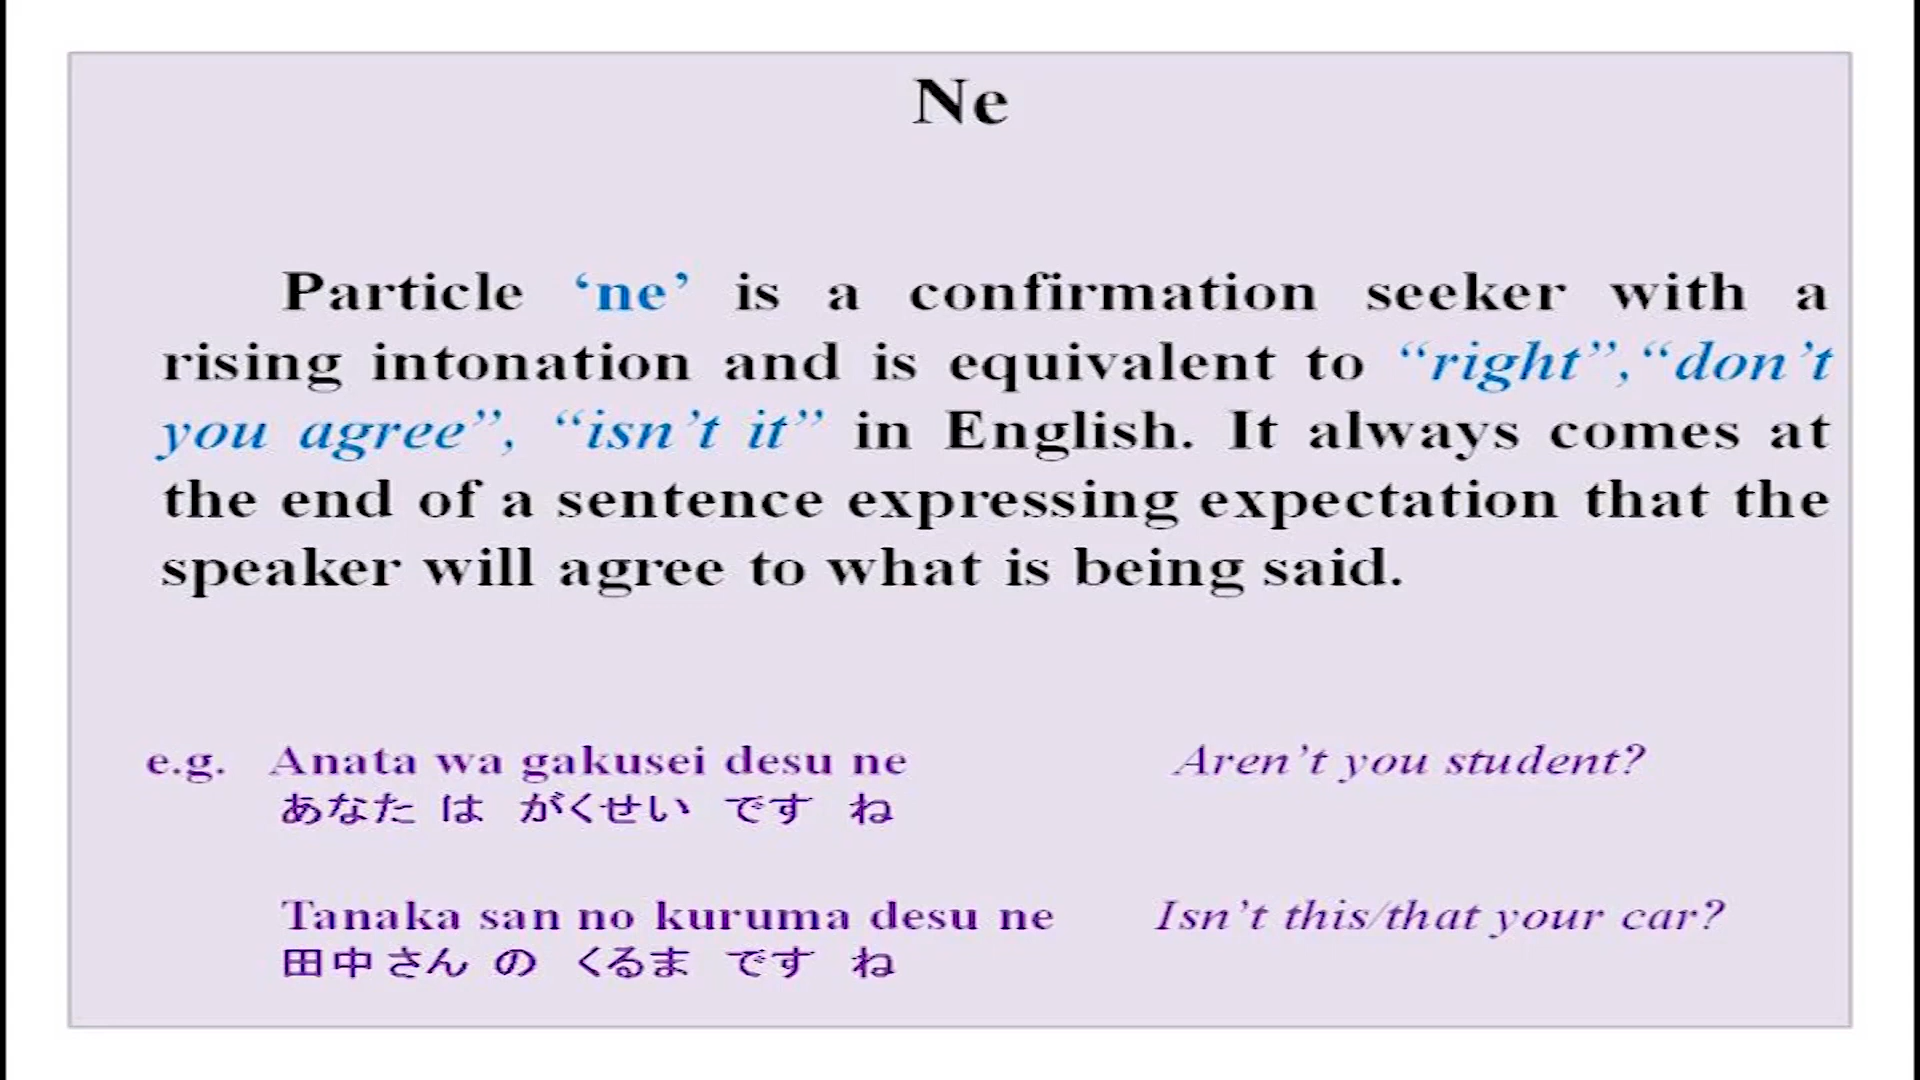 Ne
Particle ‘ne’ is a confirmation seeker with a
rising intonation and is equivalent to “right”,“don’t
you agree”, “isn’t it” in English. It always comes at
the end of a sentence expressing expectation that the
speaker will agree to what is being said.
e.g. Anata wa gakusei desu ne Aren’t you student?
あなた は がくせい です ね
Tanaka san no kuruma desu ne Isn’t this/that your car?
田中さん の くるま です ね